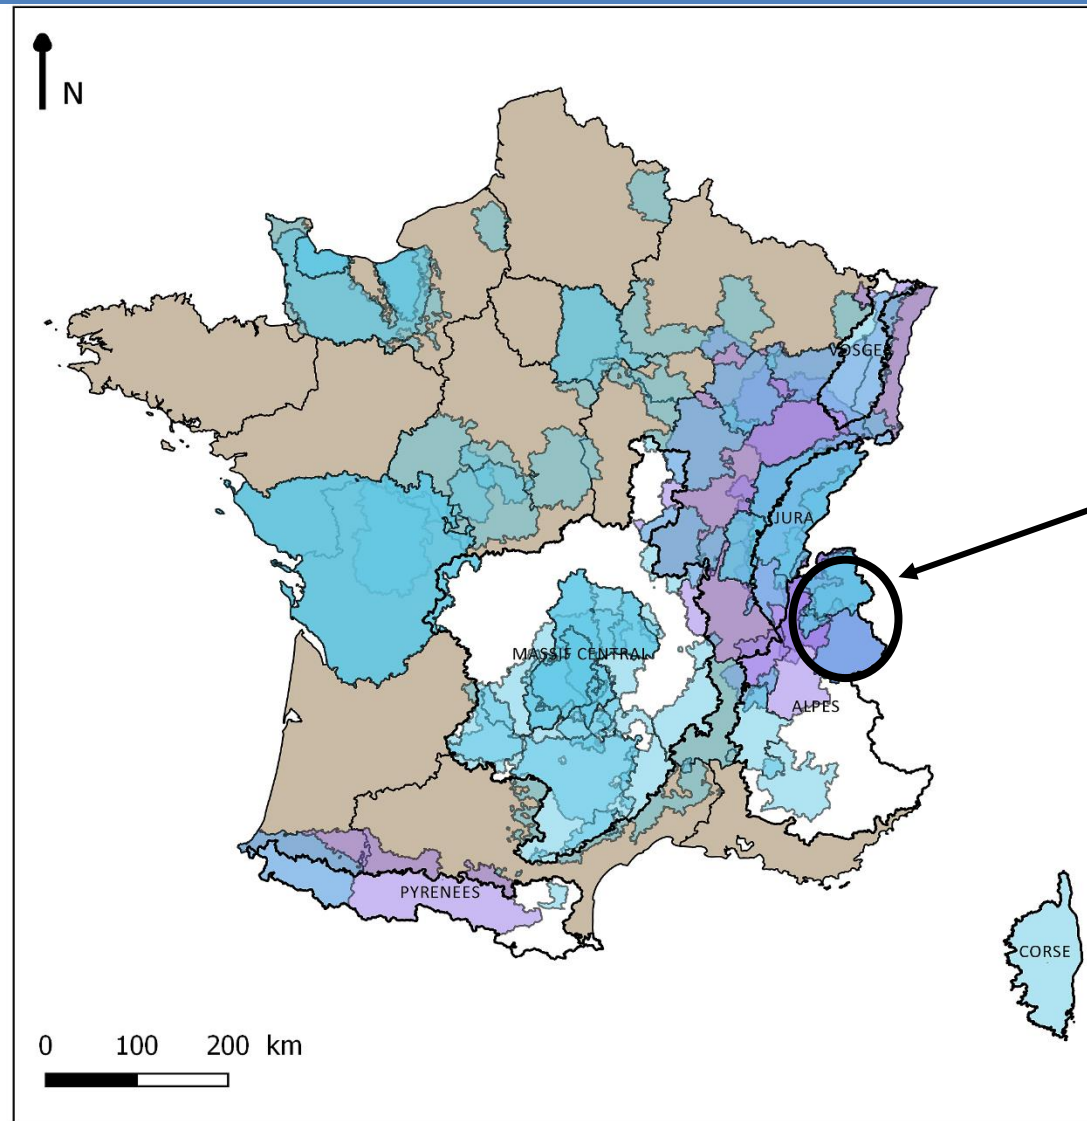 N
VOSGES
JURA
MASSIF CENTRAL
ALPES
PYRENEES
CORSE
0 100 200 km